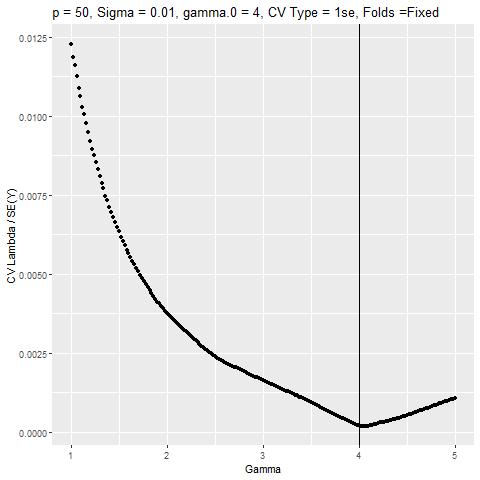 p = 50, Sigma = 0.01, gamma.0 = 4, CV Type = 1se, Folds =Fixed
0.0125
0.0100
0.0075
0.0050
0.0025
0.0000
CV Lambda / SE(Y)
1 2 3 4 5
Gamma